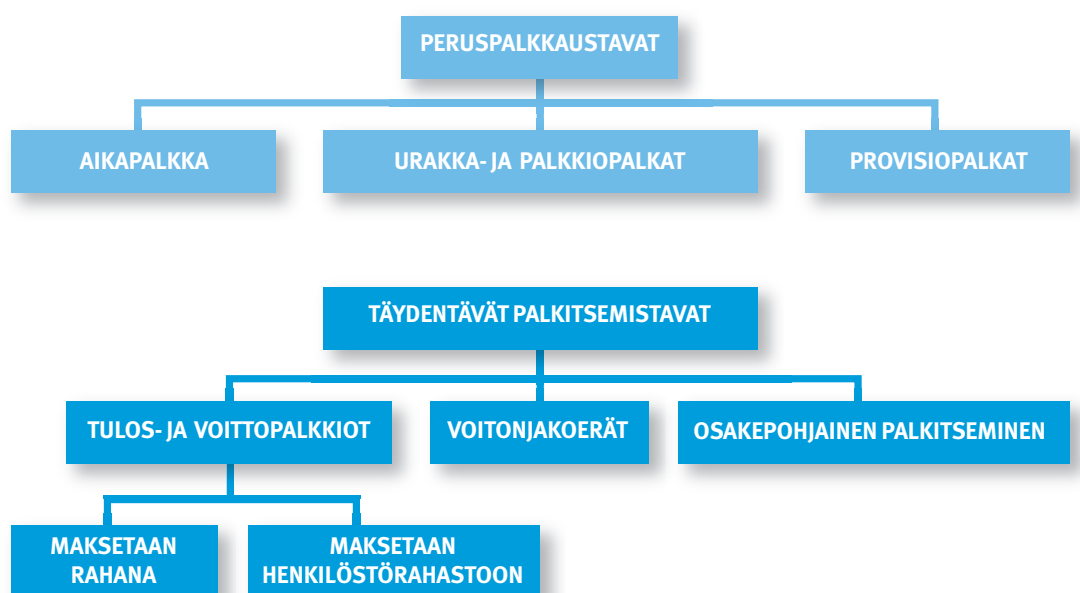 PERUSPALKKAUSTAVAT
AIKAPALKKA
URAKKA- JA PALKKIOPALKAT
PROVISIOPALKAT
TÄYDENTÄVÄT PALKITSEMISTAVAT
TULOS- JA VOITTOPALKKIOT
VOITONJAKOERÄT
OSAKEPOHJAINEN PALKITSEMINEN
MAKSETAAN
RAHANA
MAKSETAAN
HENKILÖSTÖRAHASTOON